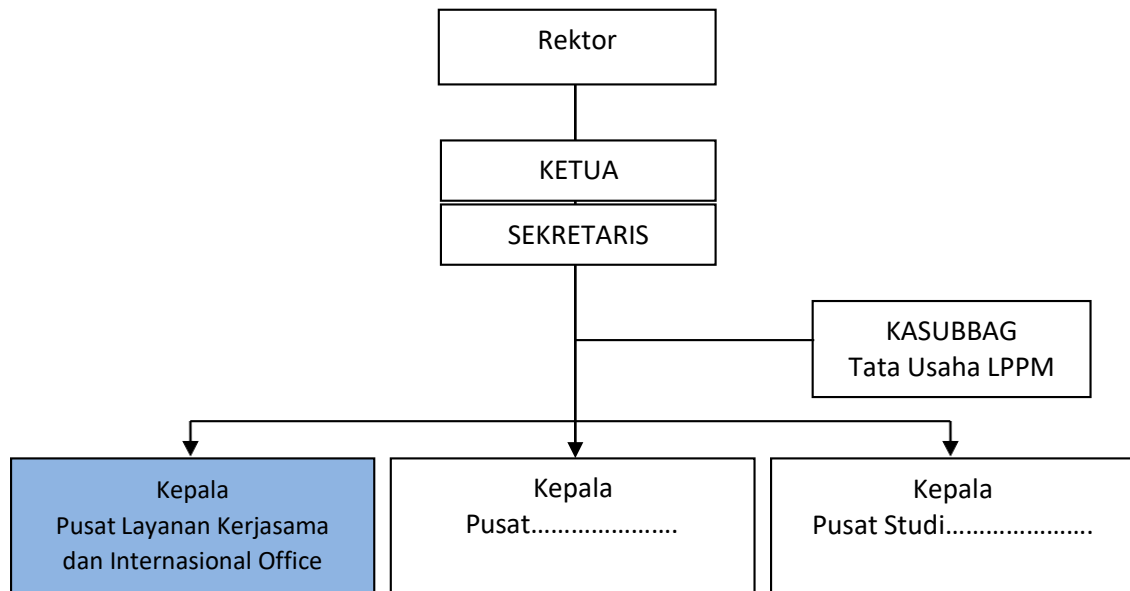 Rektor
KETUA
SEKRETARIS
KASUBBAG
Tata Usaha LPPM
Kepala
Pusat Layanan Kerjasama
dan Internasional Office
Kepala
Pusat......................
Kepala
Pusat Studi......................